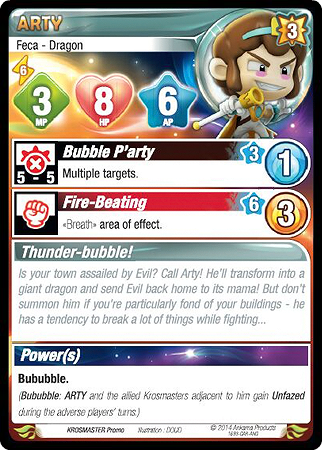 ARTY
3
Feca - Dragon
6
3
MP
8
HP
6
AP
Bubble P'arty
3
1
5 - 5
Multiple targets.
Fire-Beating
6
3
«Breath» area of effect.
Thunder-bubble!
Is your town assailed by Evil? Call Arty! He'll transform into a
giant dragon and send Evil back home to its mama! But don't
summon him if you're particularly fond of your buildings - he
has a tendency to break a lot of things while fighting...
Power(s)
Bububble.
(Bububble: ARTY and the allied Krosmasters adjacent to him gain Unfazed
during the adverse players' turns.)
KROSMASTER Promo Illustration : DOUD © 2014 Ankama Products